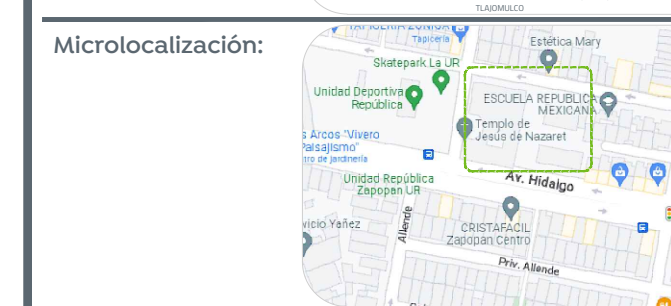 TLAJOMULCO
Microlocalización:
TAPICERIA ZUÑIGA
Tapicería
Estética Mary
Skatepark La UR
Unidad Deportiva
República
ESCUELA REPUBLICA
MEXICANA
Templo de
Jesús de Nazaret
s Arcos "Vivero
Paisajismo"
tro de jardinería
Unidad República
Zapopan UR
Av. Hidalgo
vicio Yañez
Allende
CRISTAFACIL
Zapopan Centro
Priv. Allende